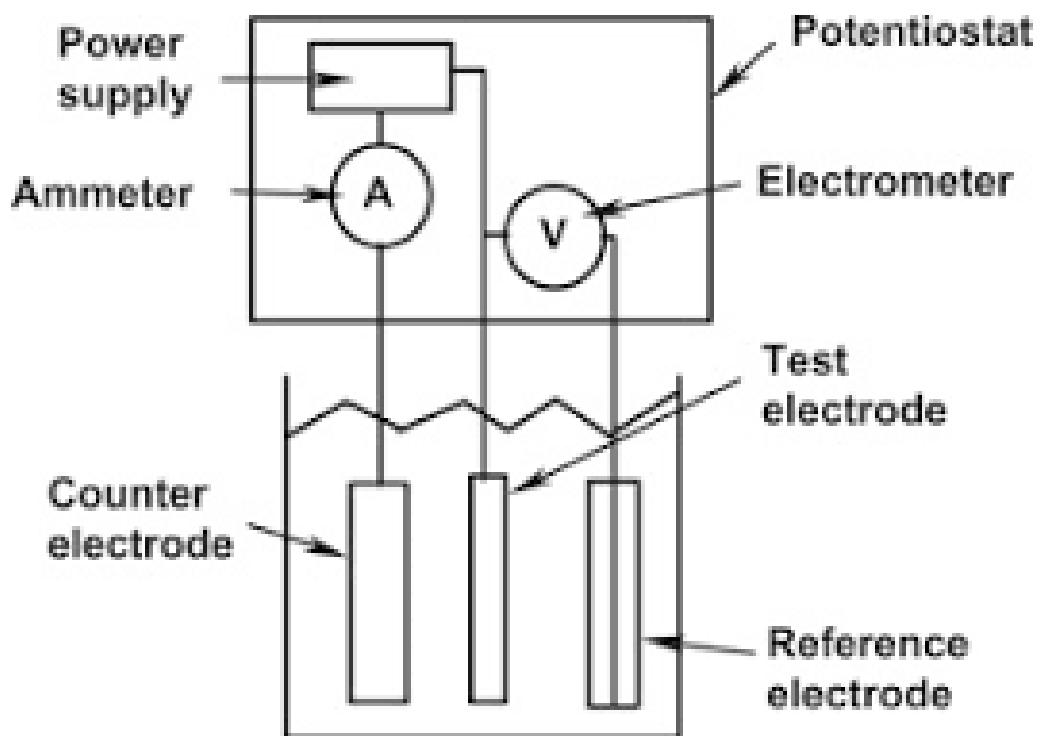 Power
supply
Potentiostat
Ammeter
A
Electrometer
V
Test
electrode
Counter
electrode
Reference
electrode